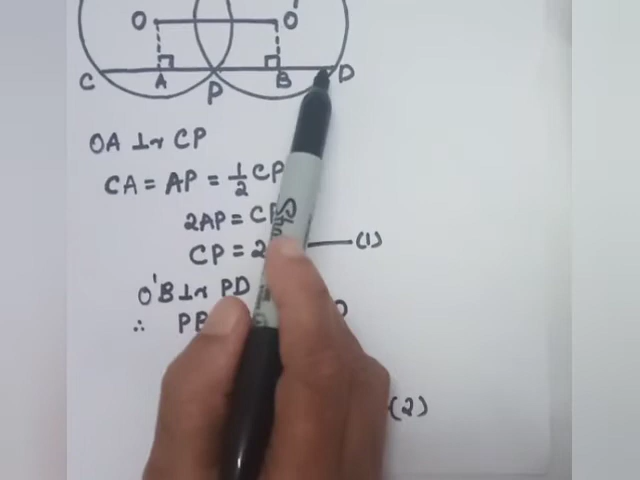 O O'
C A P B D
OA ⊥r CP
CA = AP = 1/2 CP
2AP = CP
CP = 2 (1)
O'B ⊥r PD
∴ PB
(2)